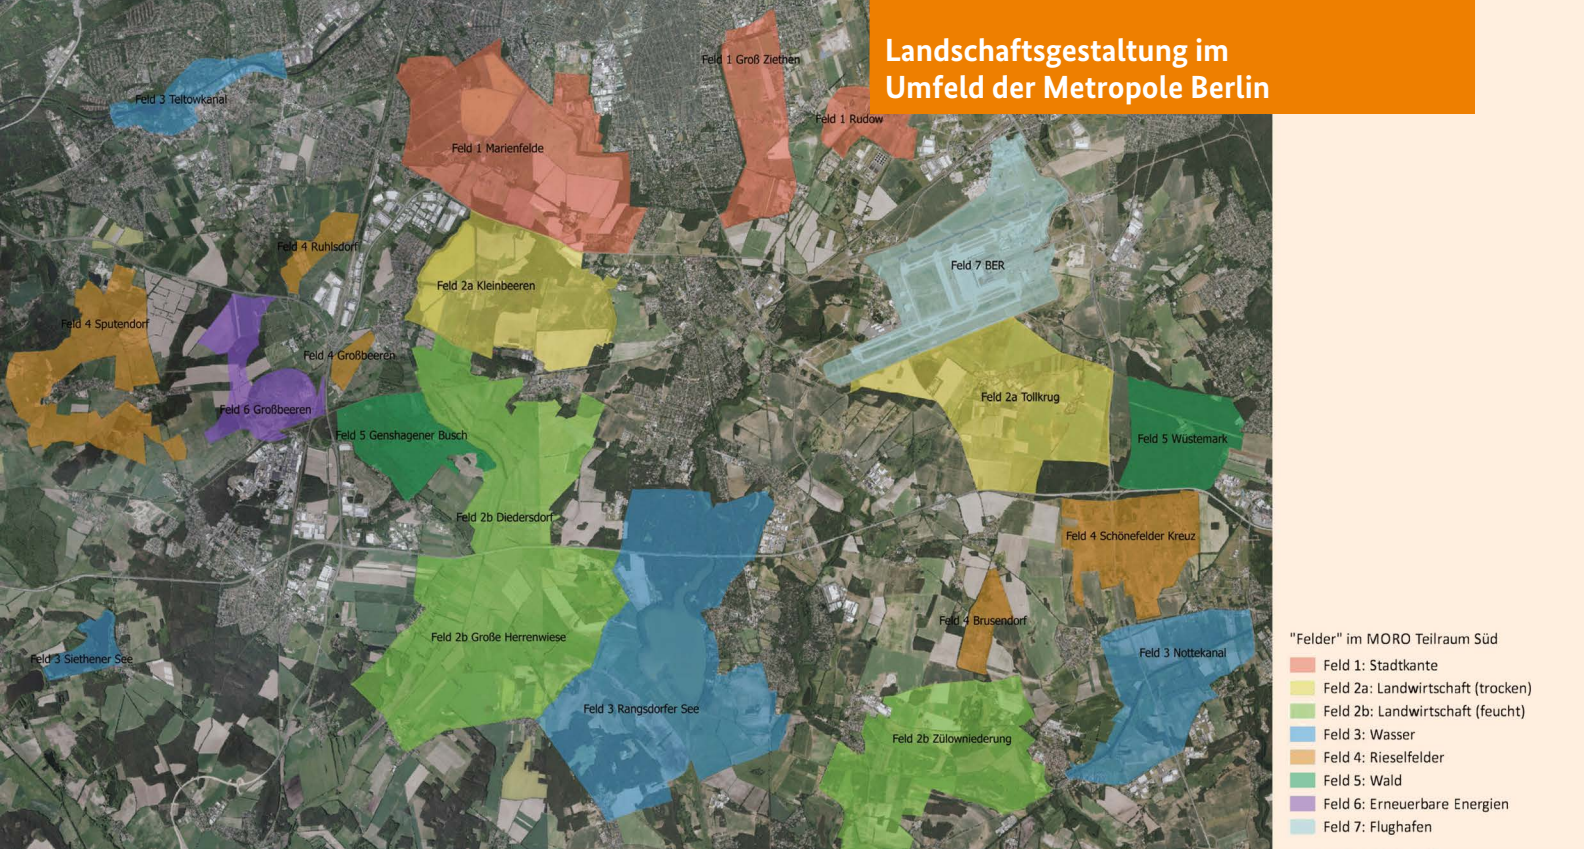 Landschaftsgestaltung im
Umfeld der Metropole Berlin
Feld 1 Groß Ziethen
Feld 3 Teltowkanal
Feld 1 Rudow
Feld 1 Marienfelde
Feld 4 Ruhlsdorf
Feld 7 BER
Feld 2a Kleinbeeren
Feld 4 Sputendorf
Feld 4 Großbeeren
Feld 2a Tollkrug
Feld 6 Großbeeren
Feld 5 Genshagener Busch
Feld 5 Wüstemark
Feld 2b Diedersdorf
Feld 4 Schönefelder Kreuz
Feld 4 Brusendorf
Feld 2b Große Herrenwiese
Feld 3 Nottekanal
Feld 3 Siethener See
Feld 3 Rangsdorfer See
Feld 2b Zülowniederung
"Felder" im MORO Teilraum Süd
Feld 1: Stadtkante
Feld 2a: Landwirtschaft (trocken)
Feld 2b: Landwirtschaft (feucht)
Feld 3: Wasser
Feld 4: Rieselfelder
Feld 5: Wald
Feld 6: Erneuerbare Energien
Feld 7: Flughafen